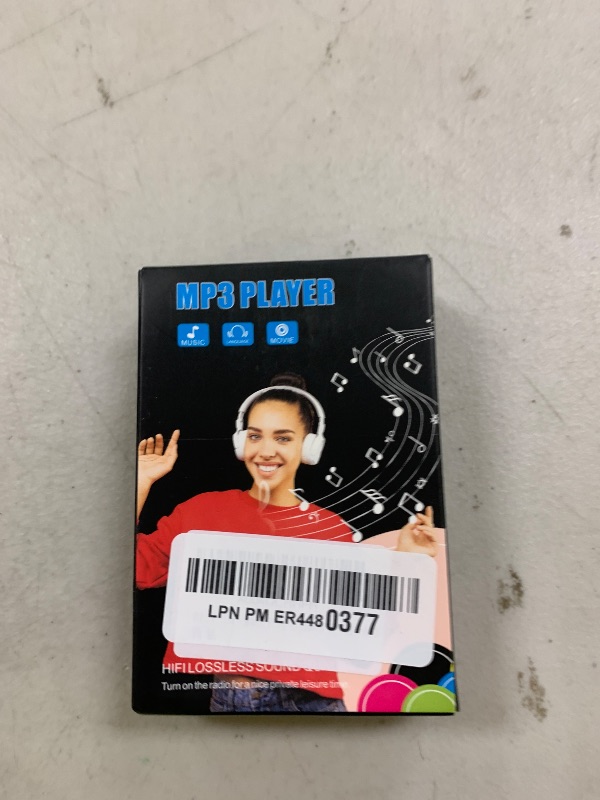 MP3 PLAYER
MUSIC LANGUAGE MOVIE
LPN PM ER4480377
HIFI LOSSLESS SOUND
Turn on the radio for a nice private leisure time